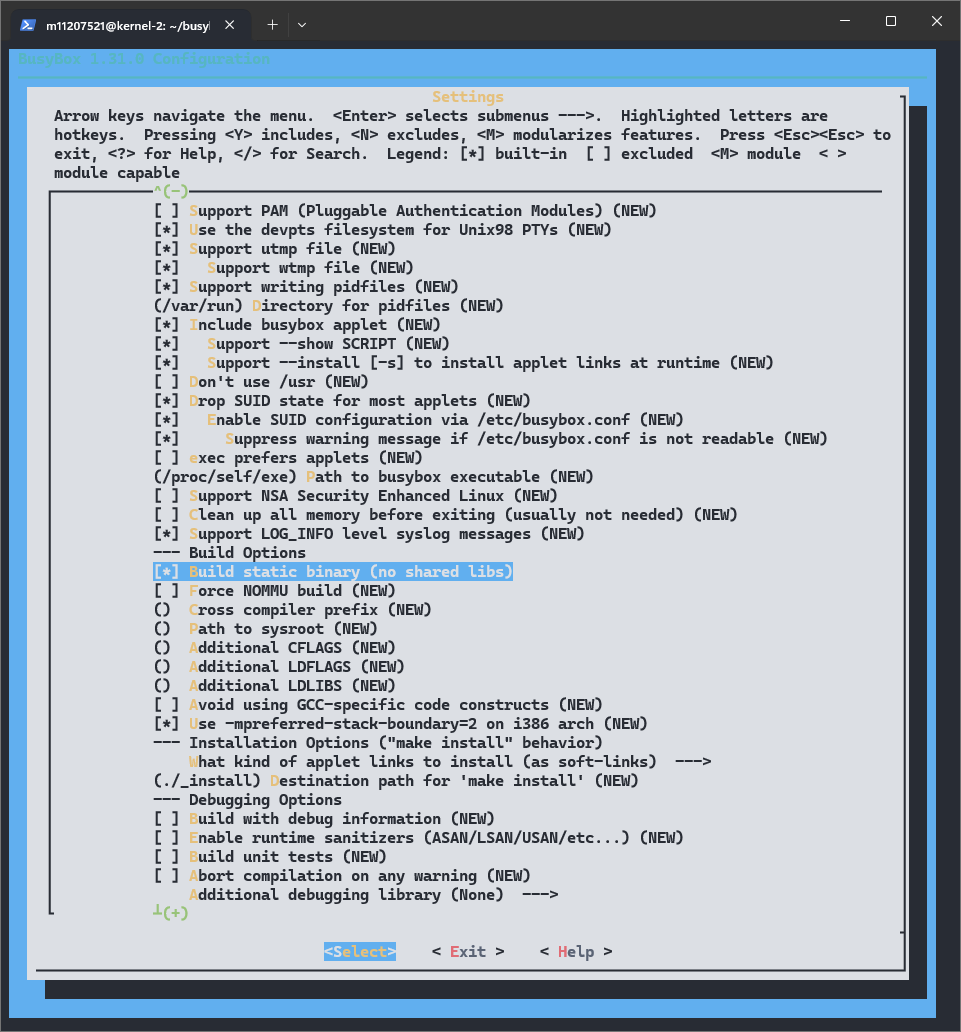 m11207521@kernel-2: ~/busyl
BusyBox 1.31.0 Configuration
Settings
Arrow keys navigate the menu.  <Enter> selects submenus --->.  Highlighted letters are
hotkeys.  Pressing <Y> includes, <N> excludes, <M> modularizes features.  Press <Esc><Esc> to
exit, <?> for Help, </> for Search.  Legend: [*] built-in  [ ] excluded  <M> module  < >
module capable
^(-)
[ ] Support PAM (Pluggable Authentication Modules) (NEW)
[*] Use the devpts filesystem for Unix98 PTYs (NEW)
[*] Support utmp file (NEW)
[*]   Support wtmp file (NEW)
[*] Support writing pidfiles (NEW)
(/var/run) Directory for pidfiles (NEW)
[*] Include busybox applet (NEW)
[*]   Support --show SCRIPT (NEW)
[*]   Support --install [-s] to install applet links at runtime (NEW)
[ ] Don't use /usr (NEW)
[*] Drop SUID state for most applets (NEW)
[*]   Enable SUID configuration via /etc/busybox.conf (NEW)
[*]     Suppress warning message if /etc/busybox.conf is not readable (NEW)
[ ] exec prefers applets (NEW)
(/proc/self/exe) Path to busybox executable (NEW)
[ ] Support NSA Security Enhanced Linux (NEW)
[ ] Clean up all memory before exiting (usually not needed) (NEW)
[*] Support LOG_INFO level syslog messages (NEW)
--- Build Options
[*] Build static binary (no shared libs)
[ ] Force NOMMU build (NEW)
()  Cross compiler prefix (NEW)
()  Path to sysroot (NEW)
()  Additional CFLAGS (NEW)
()  Additional LDFLAGS (NEW)
()  Additional LDLIBS (NEW)
[ ] Avoid using GCC-specific code constructs (NEW)
[*] Use -mpreferred-stack-boundary=2 on i386 arch (NEW)
--- Installation Options ("make install" behavior)
What kind of applet links to install (as soft-links)  --->
(./_install) Destination path for 'make install' (NEW)
--- Debugging Options
[ ] Build with debug information (NEW)
[ ] Enable runtime sanitizers (ASAN/LSAN/USAN/etc...) (NEW)
[ ] Build unit tests (NEW)
[ ] Abort compilation on any warning (NEW)
Additional debugging library (None)  --->
┴(+)
<Select>    < Exit >    < Help >